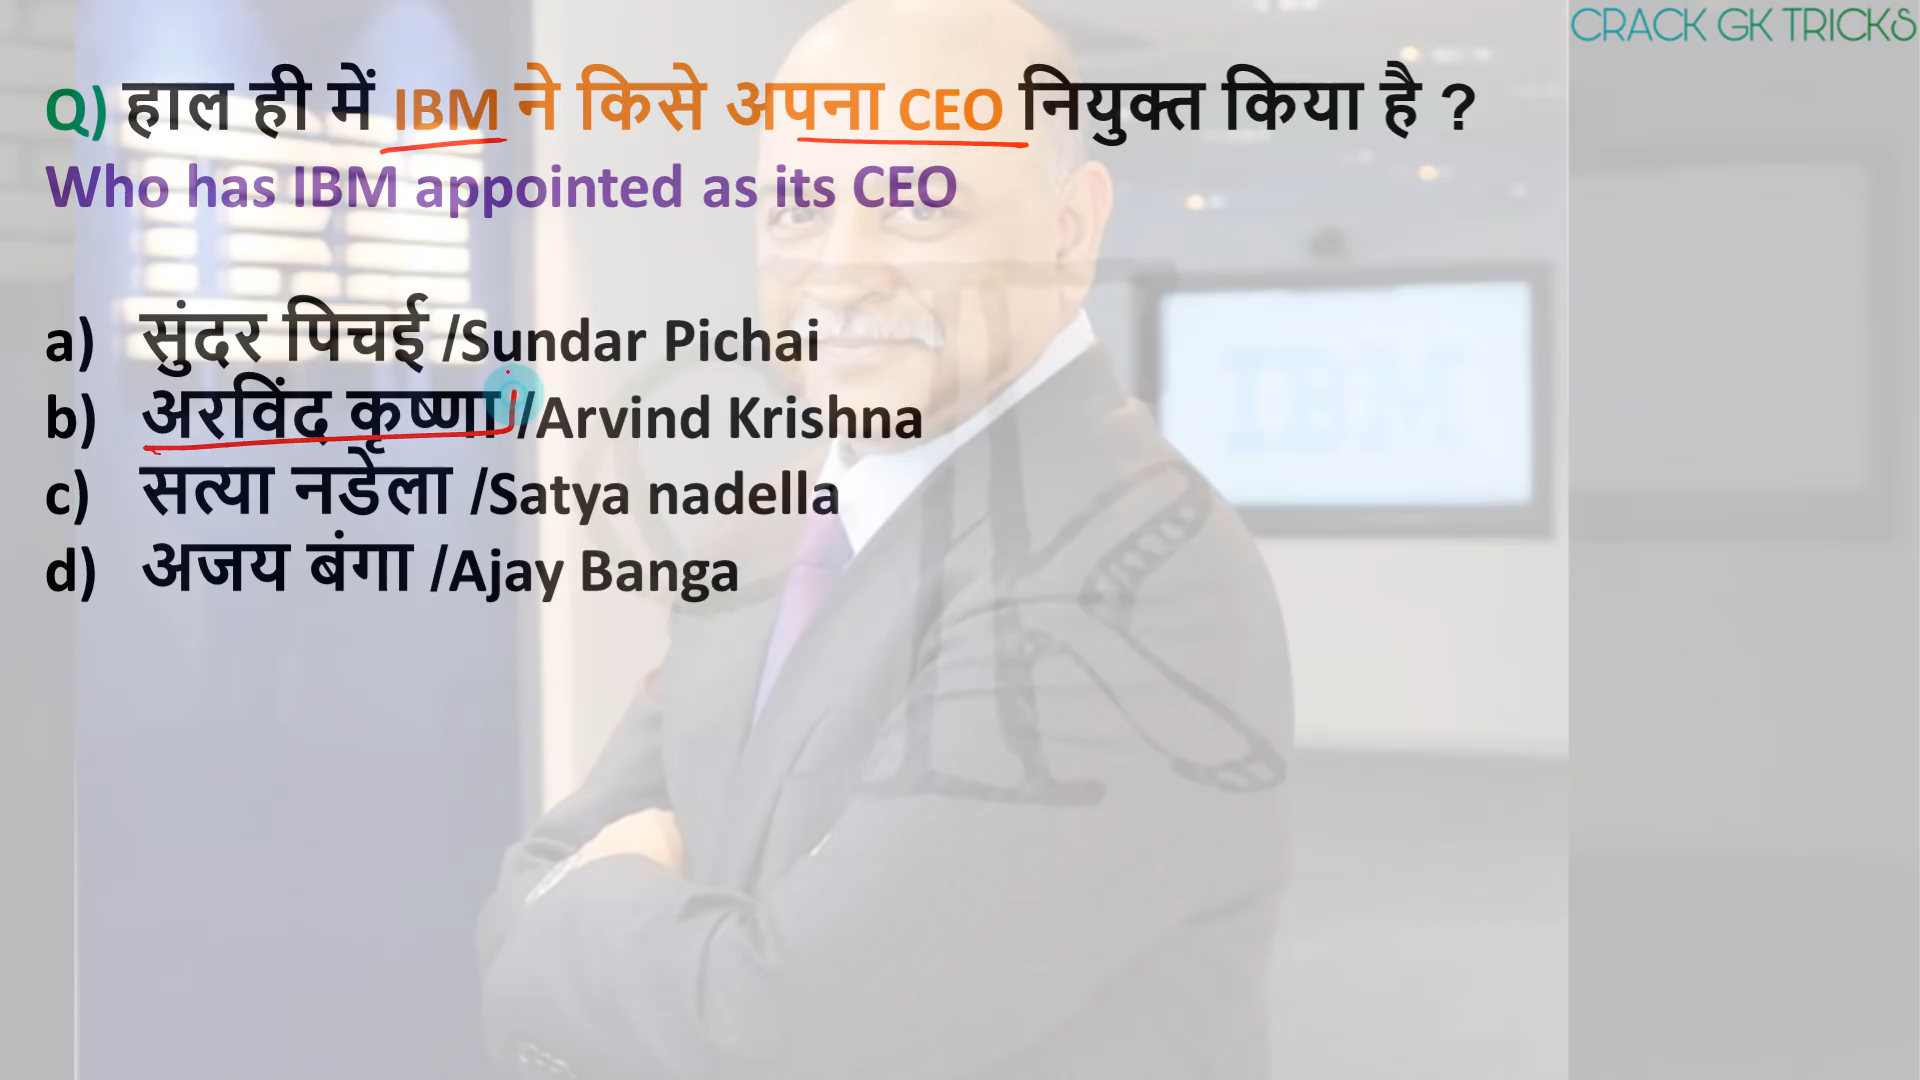 CRACK GK TRICKS
Q) हाल ही में IBM ने किसे अपना CEO नियुक्त किया है ?
Who has IBM appointed as its CEO
a) सुंदर पिचई /Sundar Pichai
b) अरविंद कृष्णा /Arvind Krishna
c) सत्या नडेला /Satya nadella
d) अजय बंगा /Ajay Banga
IBM